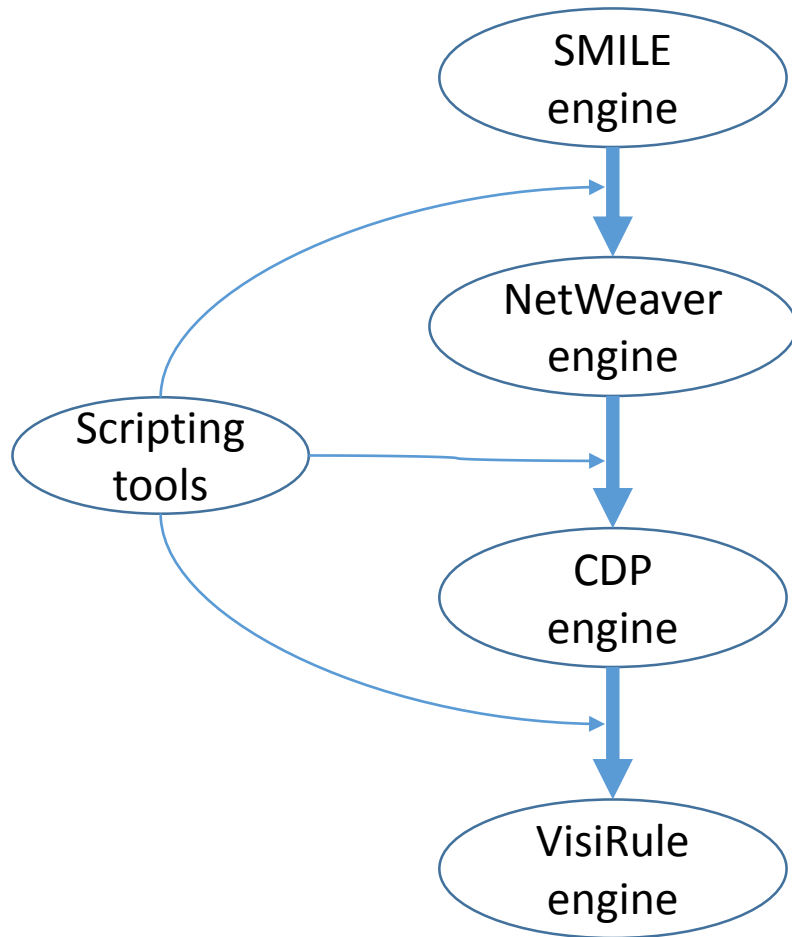 SMILE
engine
NetWeaver
engine
Scripting
tools
CDP
engine
VisiRule
engine